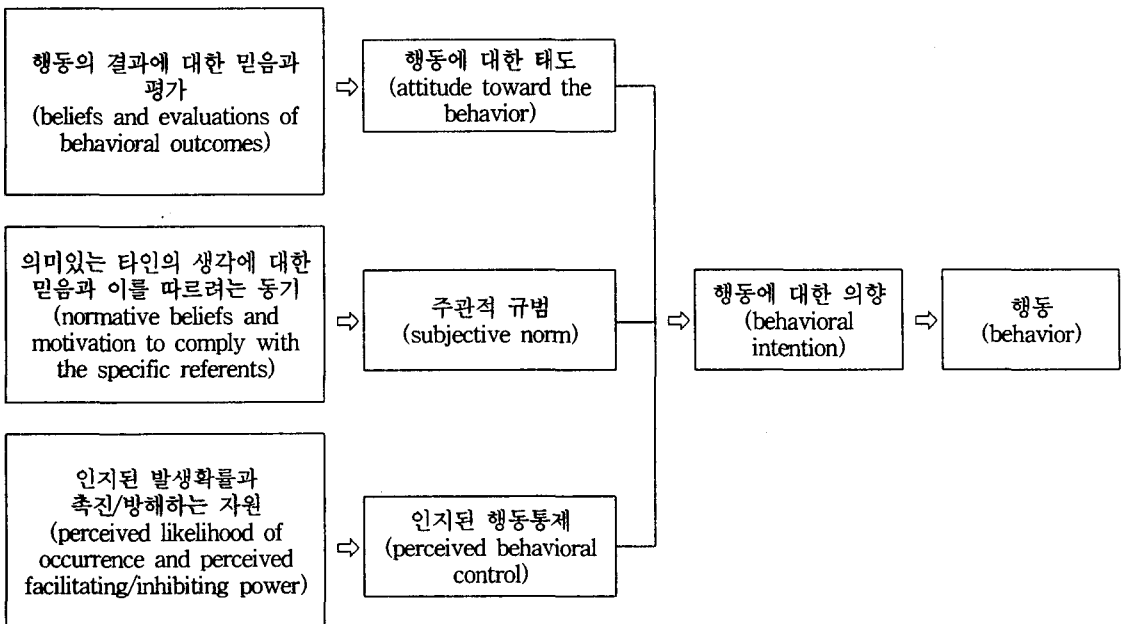 행동의 결과에 대한 믿음과
평가
(beliefs and evaluations of
behavioral outcomes)
행동에 대한 태도
(attitude toward the
behavior)
의미있는 타인의 생각에 대한
믿음과 이를 따르려는 동기
(normative beliefs and
motivation to comply with
the specific referents)
주관적 규범
(subjective norm)
행동에 대한 의향
(behavioral
intention)
행동
(behavior)
인지된 발생확률과
촉진/방해하는 자원
(perceived likelihood of
occurrence and perceived
facilitating/inhibiting power)
인지된 행동통제
(perceived behavioral
control)